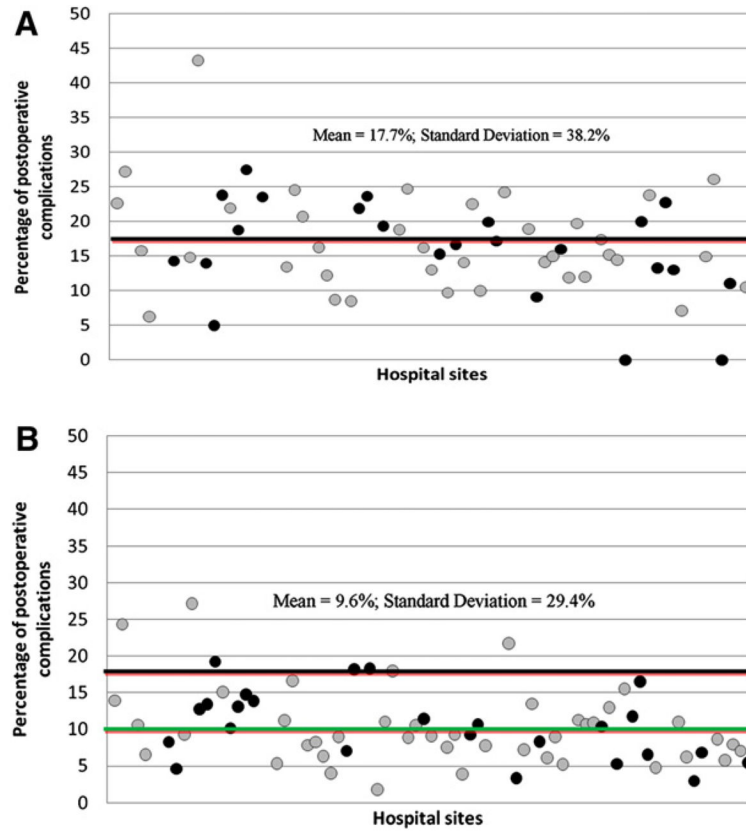 A
50
45
40
35
30
25
20
15
10
5
0
Percentage of postoperative
complications
Mean = 17.7%; Standard Deviation = 38.2%
Hospital sites
B
50
45
40
35
30
25
20
15
10
5
0
Percentage of postoperative
complications
Mean = 9.6%; Standard Deviation = 29.4%
Hospital sites